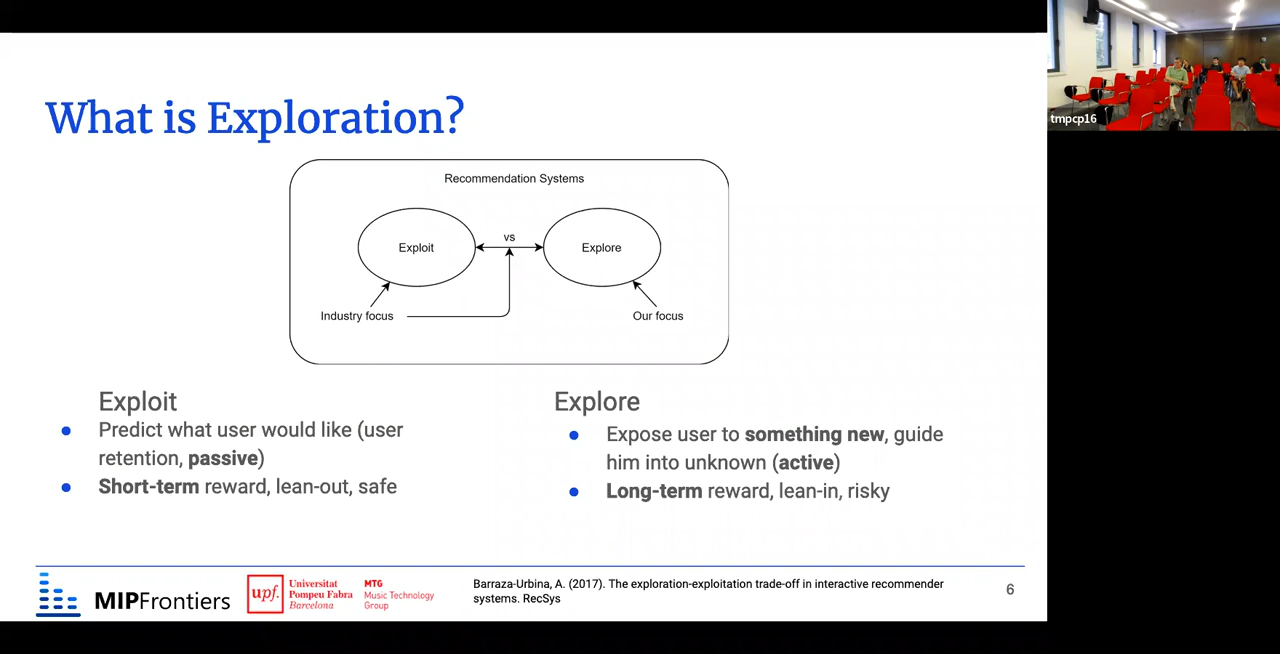 What is Exploration?
Recommendation Systems
Exploit
vs
Explore
Industry focus
Our focus
Exploit
● Predict what user would like (user
retention, passive)
● Short-term reward, lean-out, safe
Explore
● Expose user to something new, guide
him into unknown (active)
● Long-term reward, lean-in, risky
MIPFrontiers
upf.
Universitat
Pompeu Fabra
Barcelona
MTG
Music Technology
Group
Barraza-Urbina, A. (2017). The exploration-exploitation trade-off in interactive recommender
systems. RecSys
6
tmpcp16